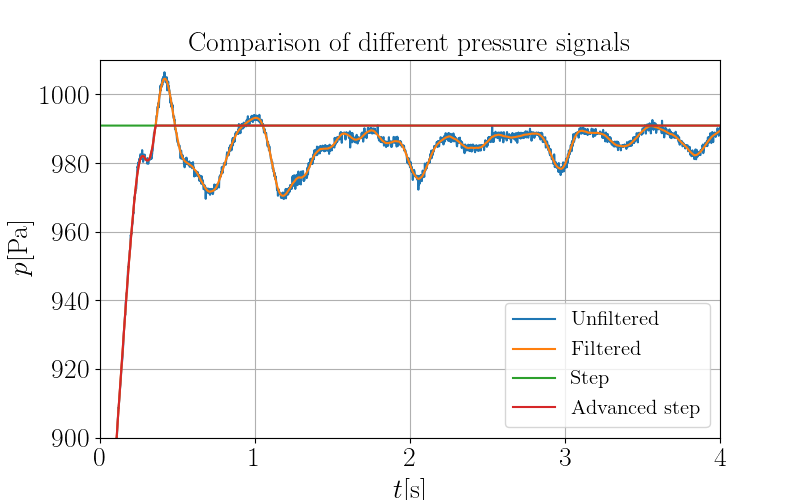 Comparison of different pressure signals
1000
980
960
940
920
900
p[Pa]
0 1 2 3 4
t[s]
Unfiltered
Filtered
Step
Advanced step